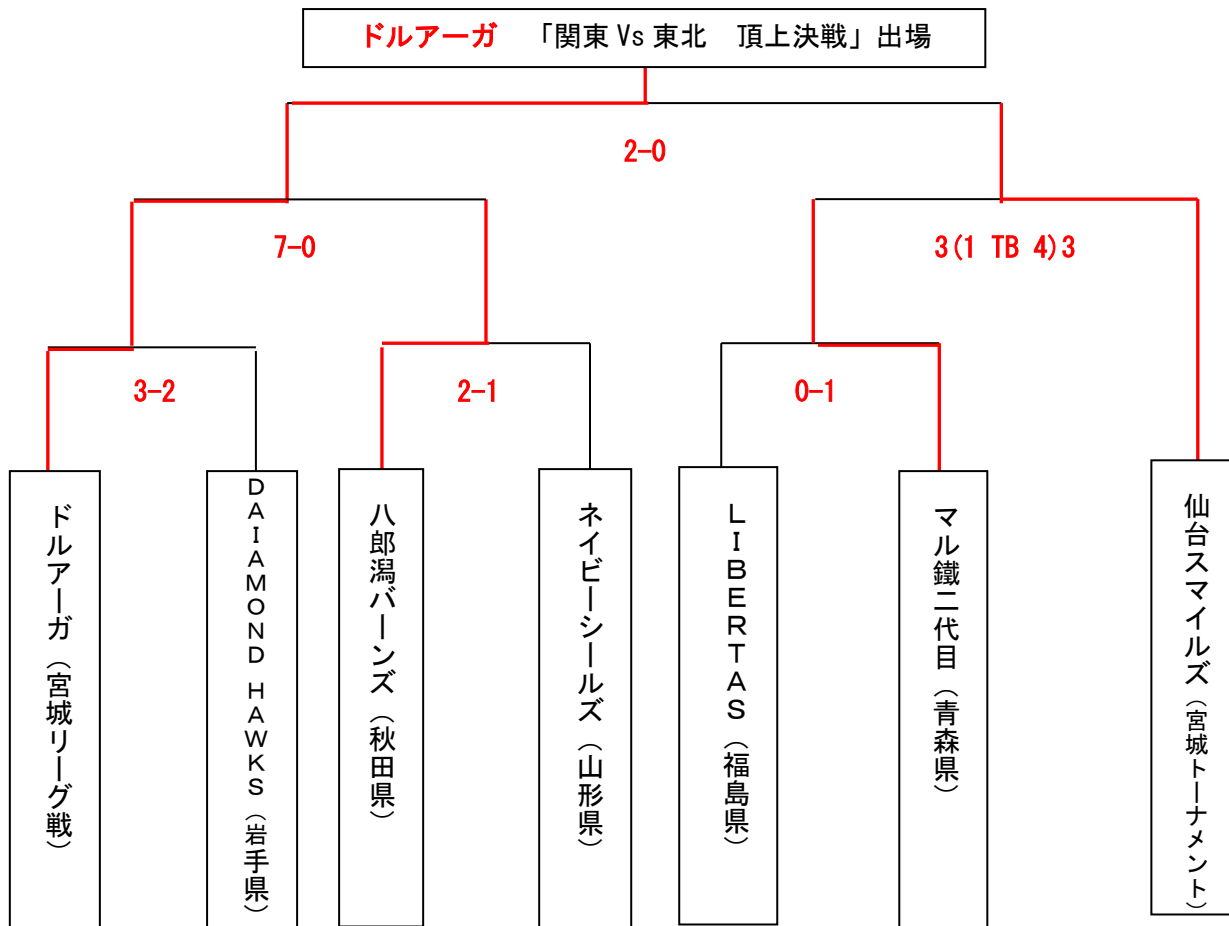 ドルアーガ　「関東 Vs 東北　頂上決戦」出場
2-0
7-0
3(1 TB 4)3
3-2
2-1
0-1
ドルアーガ（宮城リーグ戦）
DAIAMOND HAWKS（岩手県）
八郎潟バーンズ（秋田県）
ネイビーシールズ（山形県）
LIBERTAS（福島県）
マル鐵二代目（青森県）
仙台スマイルズ（宮城トーナメント）